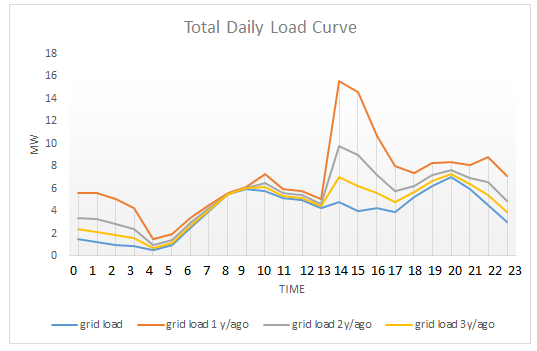 Total Daily Load Curve
18
16
14
12
10
8
6
4
2
0
MW
0 1 2 3 4 5 6 7 8 9 10 11 12 13 14 15 16 17 18 19 20 21 22 23
TIME
grid load grid load 1 y/ago grid load 2y/ago grid load 3y/ago